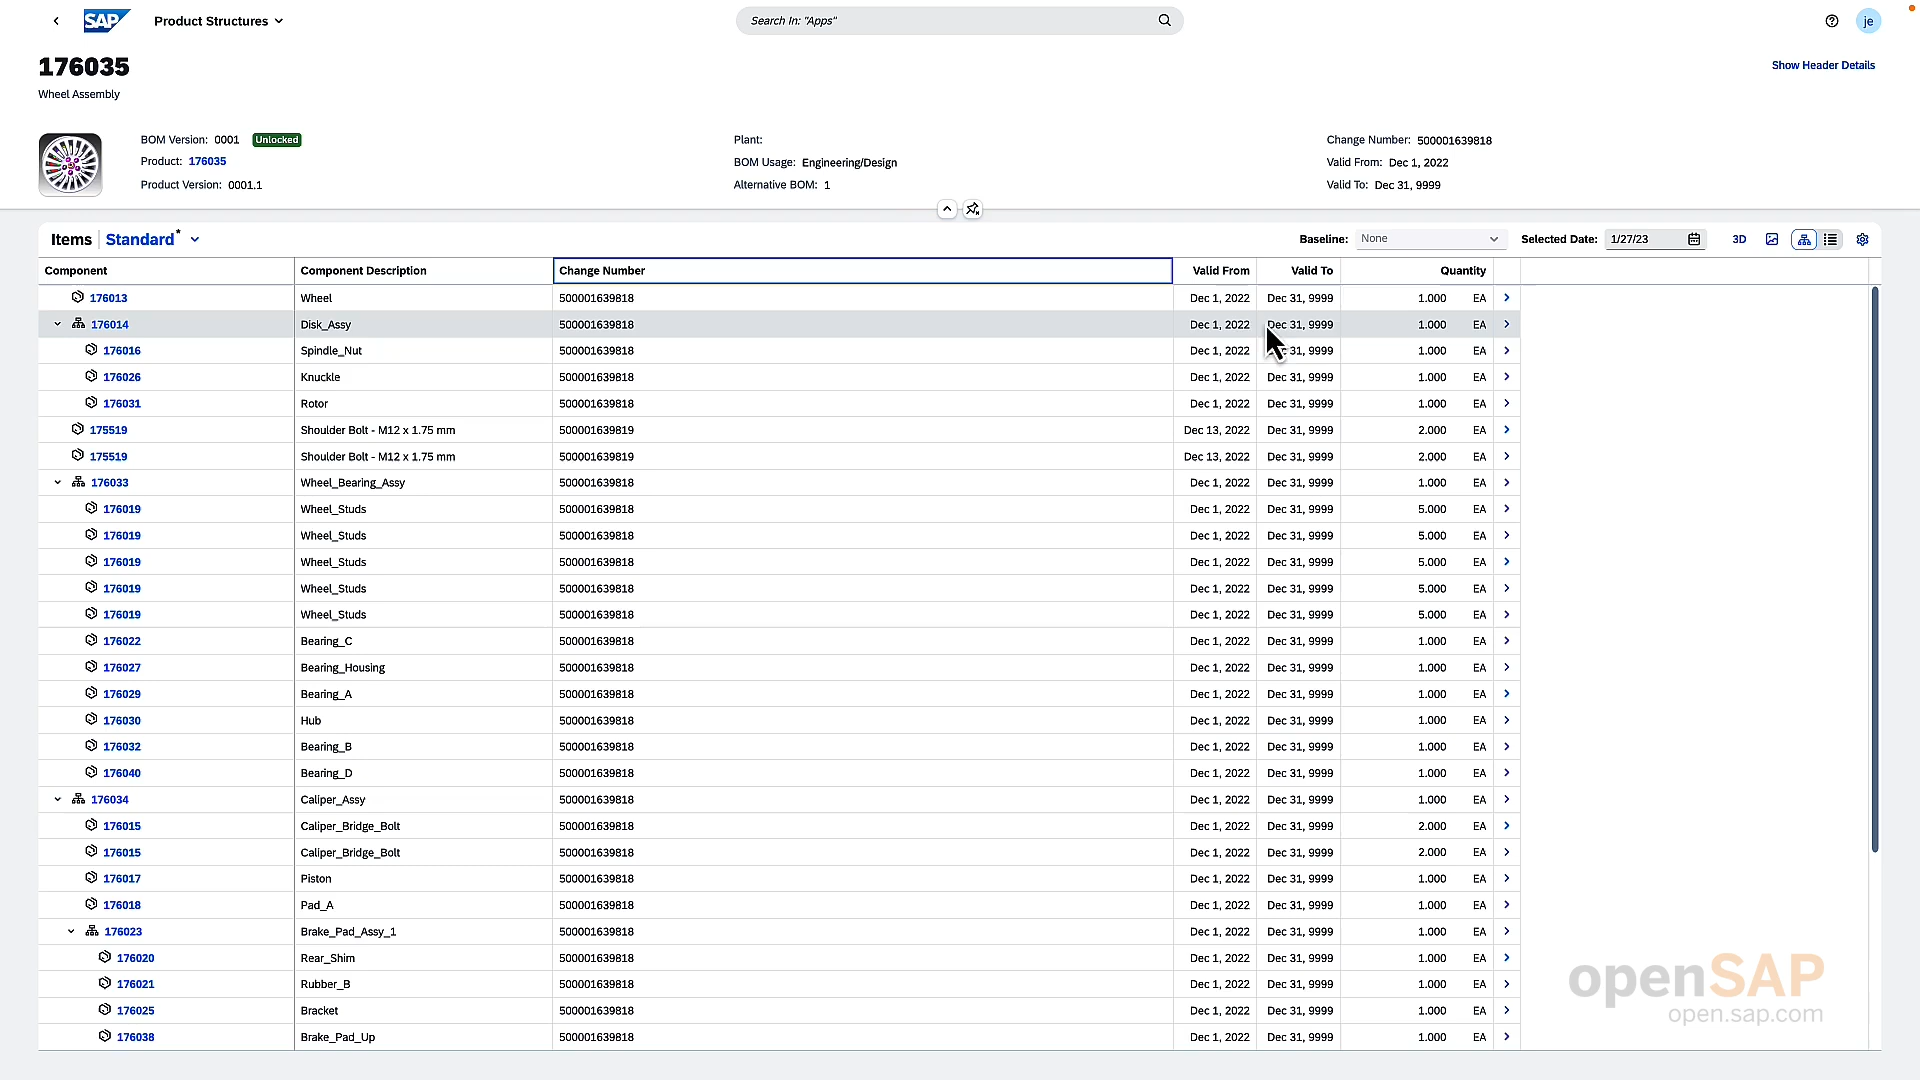 SAP Product Structures Search In: "Apps" je
176035 Show Header Details
Wheel Assembly
BOM Version: 0001 Unlocked Plant: Change Number: 500001639818
Product: 176035 BOM Usage: Engineering/Design Valid From: Dec 1, 2022
Product Version: 0001.1 Alternative BOM: 1 Valid To: Dec 31, 9999
Items Standard* Baseline: None Selected Date: 1/27/23 3D
Component Component Description Change Number Valid From Valid To Quantity
176013 Wheel 500001639818 Dec 1, 2022 Dec 31, 9999 1.000 EA
176014 Disk_Assy 500001639818 Dec 1, 2022 Dec 31, 9999 1.000 EA
176016 Spindle_Nut 500001639818 Dec 1, 2022 Dec 31, 9999 1.000 EA
176026 Knuckle 500001639818 Dec 1, 2022 Dec 31, 9999 1.000 EA
176031 Rotor 500001639818 Dec 1, 2022 Dec 31, 9999 1.000 EA
175519 Shoulder Bolt - M12 x 1.75 mm 500001639819 Dec 13, 2022 Dec 31, 9999 2.000 EA
175519 Shoulder Bolt - M12 x 1.75 mm 500001639819 Dec 13, 2022 Dec 31, 9999 2.000 EA
176033 Wheel_Bearing_Assy 500001639818 Dec 1, 2022 Dec 31, 9999 1.000 EA
176019 Wheel_Studs 500001639818 Dec 1, 2022 Dec 31, 9999 5.000 EA
176019 Wheel_Studs 500001639818 Dec 1, 2022 Dec 31, 9999 5.000 EA
176019 Wheel_Studs 500001639818 Dec 1, 2022 Dec 31, 9999 5.000 EA
176019 Wheel_Studs 500001639818 Dec 1, 2022 Dec 31, 9999 5.000 EA
176019 Wheel_Studs 500001639818 Dec 1, 2022 Dec 31, 9999 5.000 EA
176022 Bearing_C 500001639818 Dec 1, 2022 Dec 31, 9999 1.000 EA
176027 Bearing_Housing 500001639818 Dec 1, 2022 Dec 31, 9999 1.000 EA
176029 Bearing_A 500001639818 Dec 1, 2022 Dec 31, 9999 1.000 EA
176030 Hub 500001639818 Dec 1, 2022 Dec 31, 9999 1.000 EA
176032 Bearing_B 500001639818 Dec 1, 2022 Dec 31, 9999 1.000 EA
176040 Bearing_D 500001639818 Dec 1, 2022 Dec 31, 9999 1.000 EA
176034 Caliper_Assy 500001639818 Dec 1, 2022 Dec 31, 9999 1.000 EA
176015 Caliper_Bridge_Bolt 500001639818 Dec 1, 2022 Dec 31, 9999 2.000 EA
176015 Caliper_Bridge_Bolt 500001639818 Dec 1, 2022 Dec 31, 9999 2.000 EA
176017 Piston 500001639818 Dec 1, 2022 Dec 31, 9999 1.000 EA
176018 Pad_A 500001639818 Dec 1, 2022 Dec 31, 9999 1.000 EA
176023 Brake_Pad_Assy_1 500001639818 Dec 1, 2022 Dec 31, 9999 1.000 EA
176020 Rear_Shim 500001639818 Dec 1, 2022 Dec 31, 9999 1.000 EA
176021 Rubber_B 500001639818 Dec 1, 2022 Dec 31, 9999 1.000 EA
176025 Bracket 500001639818 Dec 1, 2022 Dec 31, 9999 1.000 EA
176038 Brake_Pad_Up 500001639818 Dec 1, 2022 Dec 31, 9999 1.000 EA
openSAP
open.sap.com